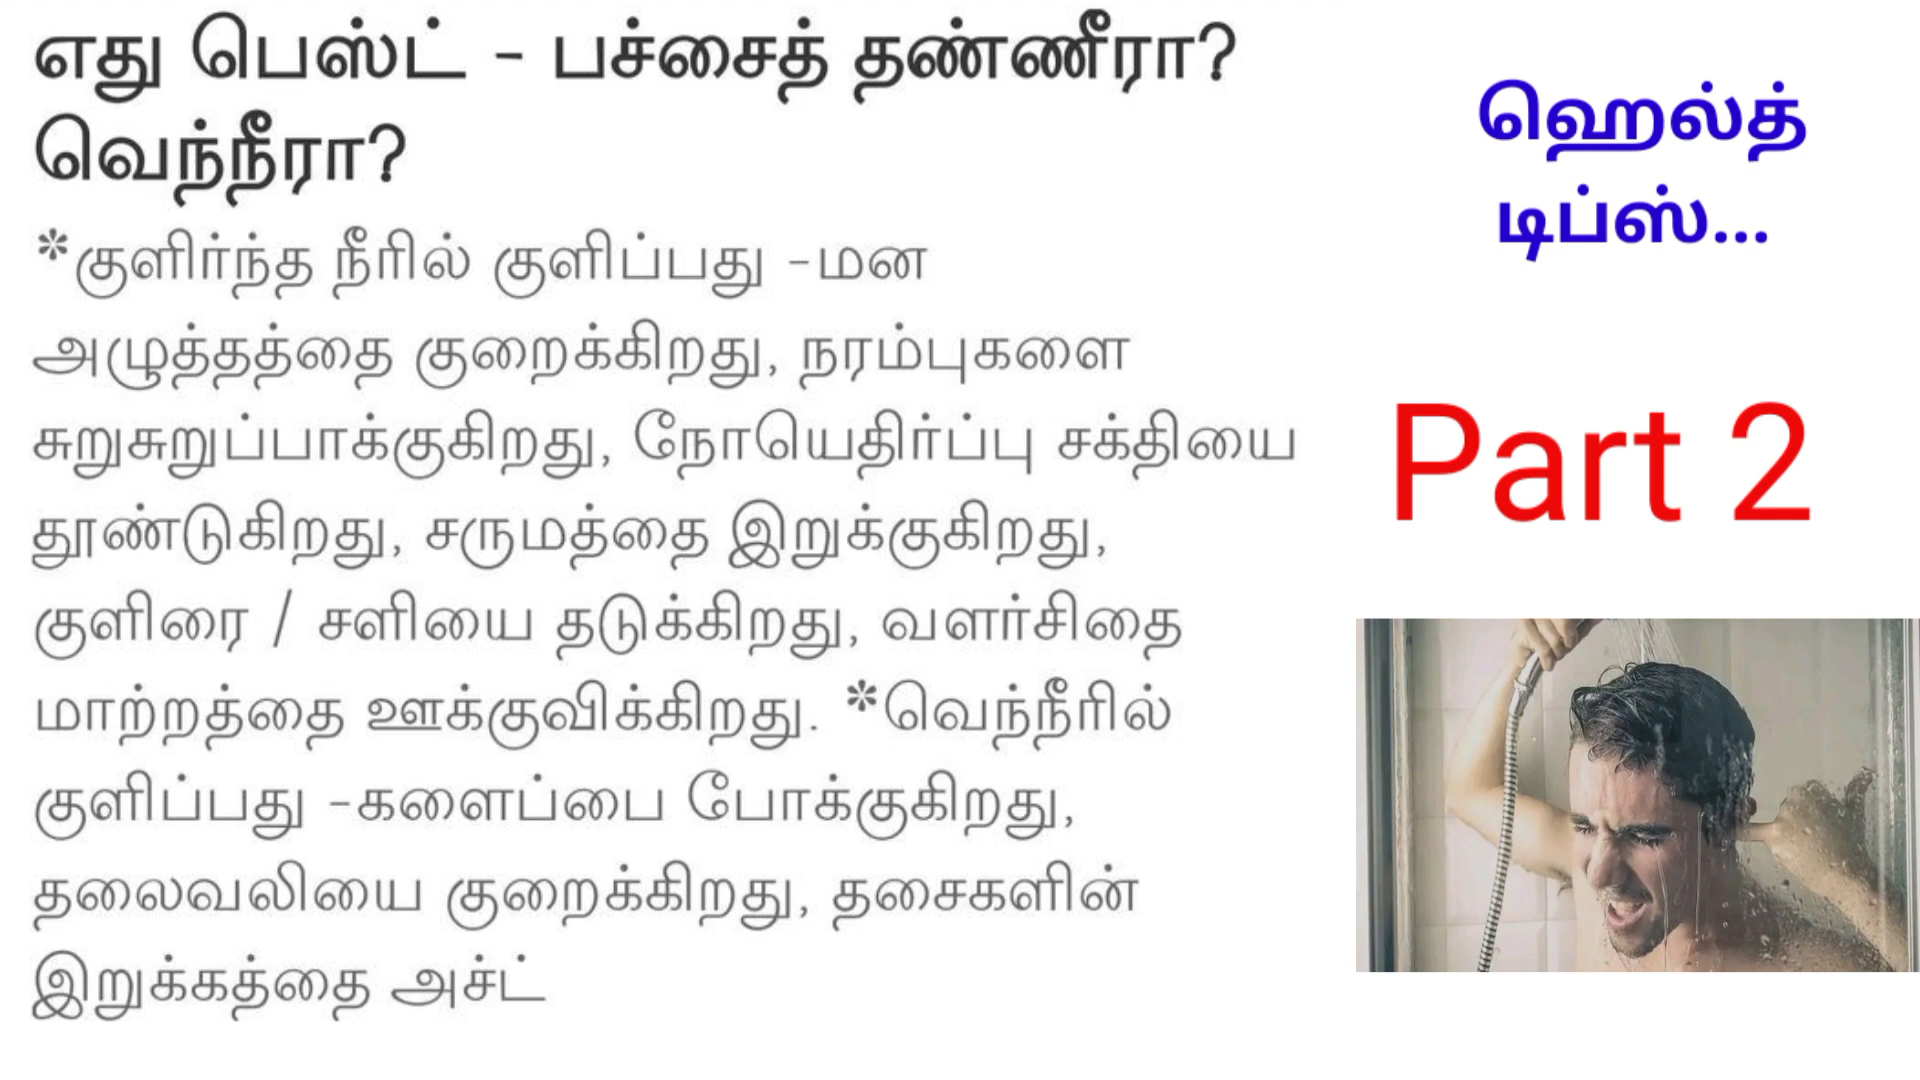 எது பெஸ்ட் - பச்சைத் தண்ணீரா?
வெந்நீரா?
*குளிர்ந்த நீரில் குளிப்பது -மன
அழுத்தத்தை குறைக்கிறது, நரம்புகளை
சுறுசுறுப்பாக்குகிறது, நோயெதிர்ப்பு சக்தியை
தூண்டுகிறது, சருமத்தை இறுக்குகிறது,
குளிரை / சளியை தடுக்கிறது, வளர்சிதை
மாற்றத்தை ஊக்குவிக்கிறது. *வெந்நீரில்
குளிப்பது -களைப்பை போக்குகிறது,
தலைவலியை குறைக்கிறது, தசைகளின்
இறுக்கத்தை அச்ட்
ஹெல்த்
டிப்ஸ்...
Part 2